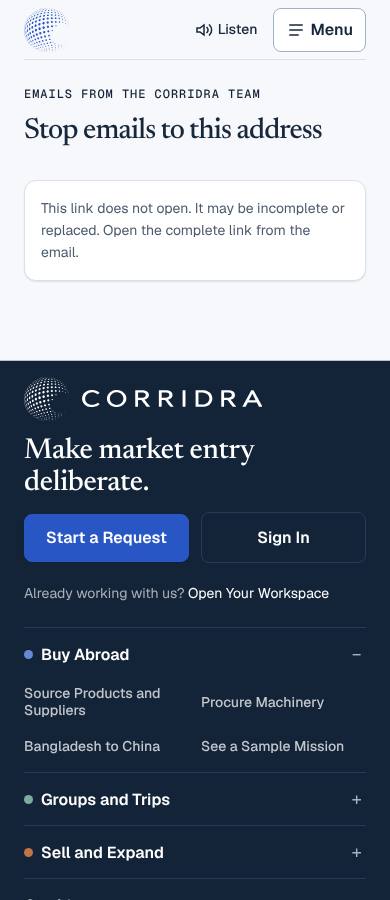 Listen
Menu
EMAILS FROM THE CORRIDRA TEAM
Stop emails to this address
This link does not open. It may be incomplete or
replaced. Open the complete link from the
email.
CORRIDRA
Make market entry
deliberate.
Start a Request
Sign In
Already working with us? Open Your Workspace
Buy Abroad
Source Products and
Suppliers
Procure Machinery
Bangladesh to China
See a Sample Mission
Groups and Trips
Sell and Expand